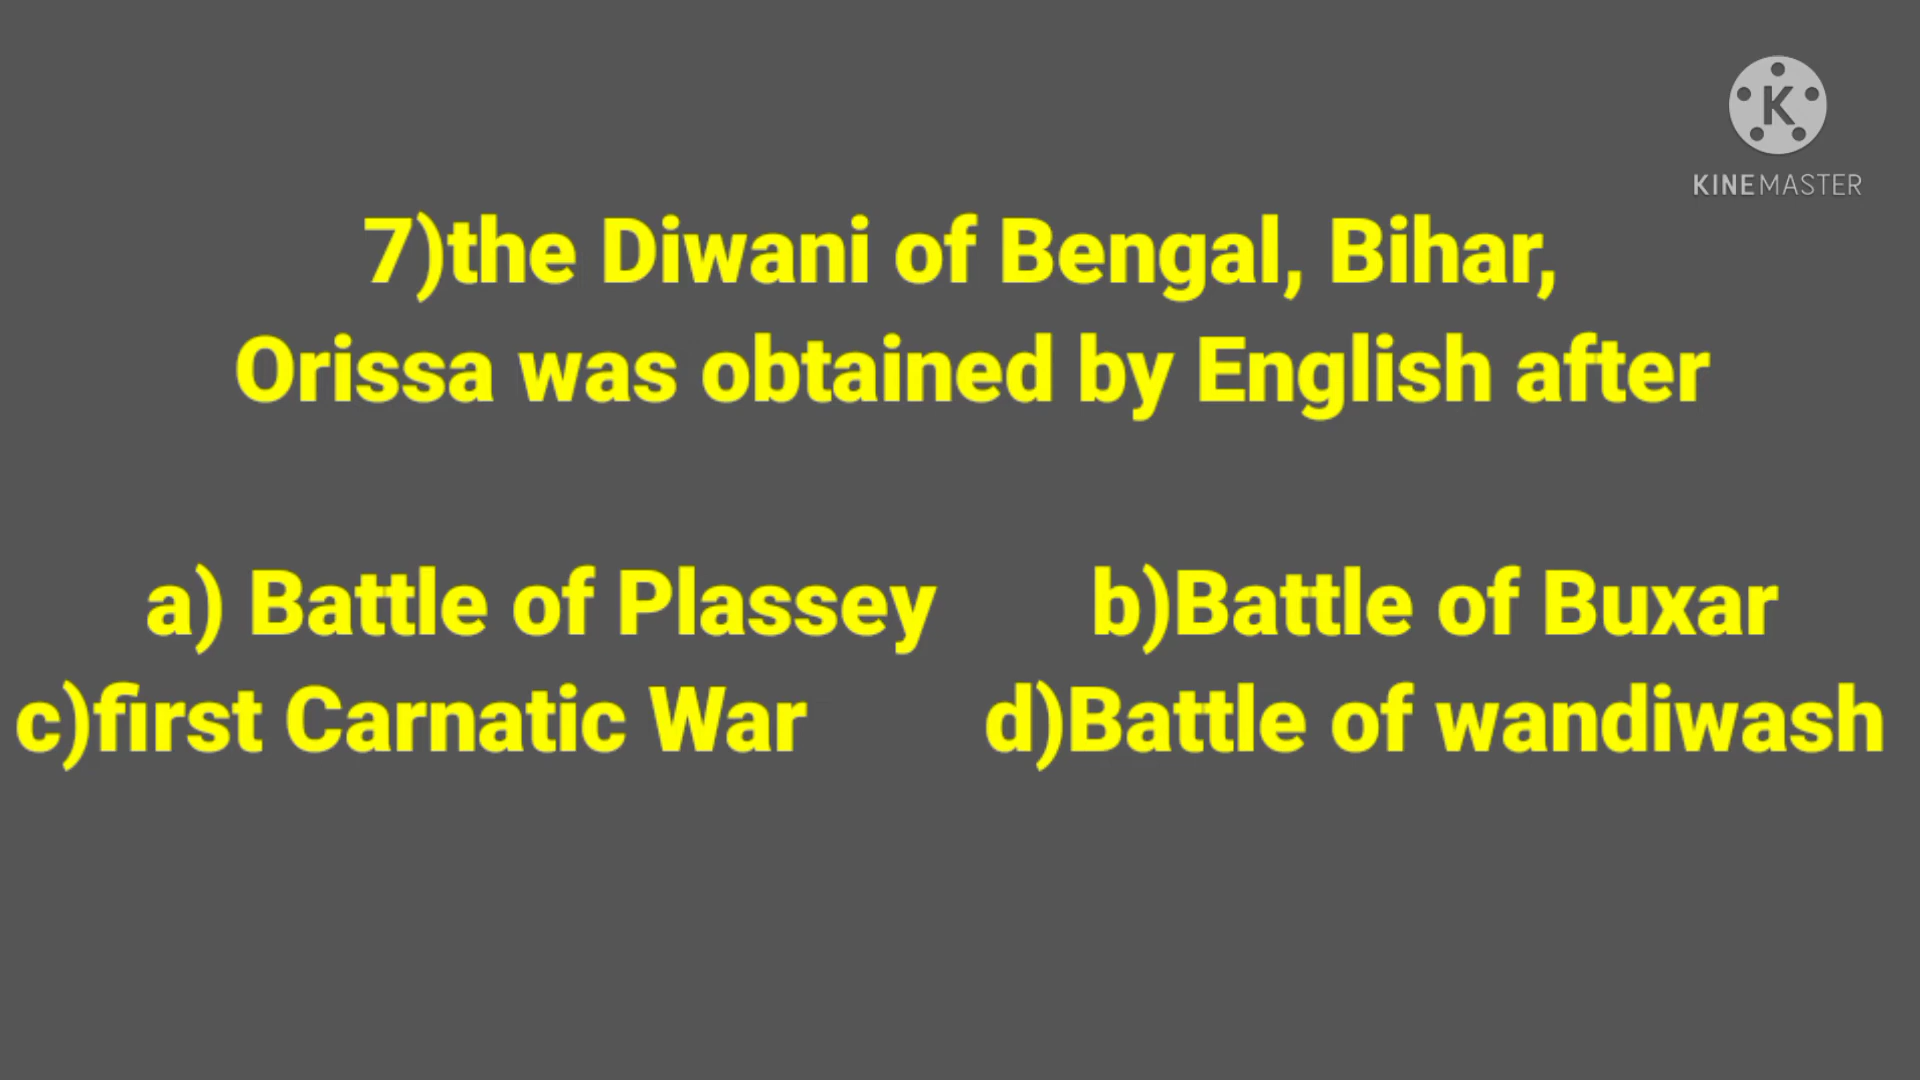 K
KINEMASTER
7)the Diwani of Bengal, Bihar,
Orissa was obtained by English after
a) Battle of Plassey b)Battle of Buxar
c)first Carnatic War d)Battle of wandiwash